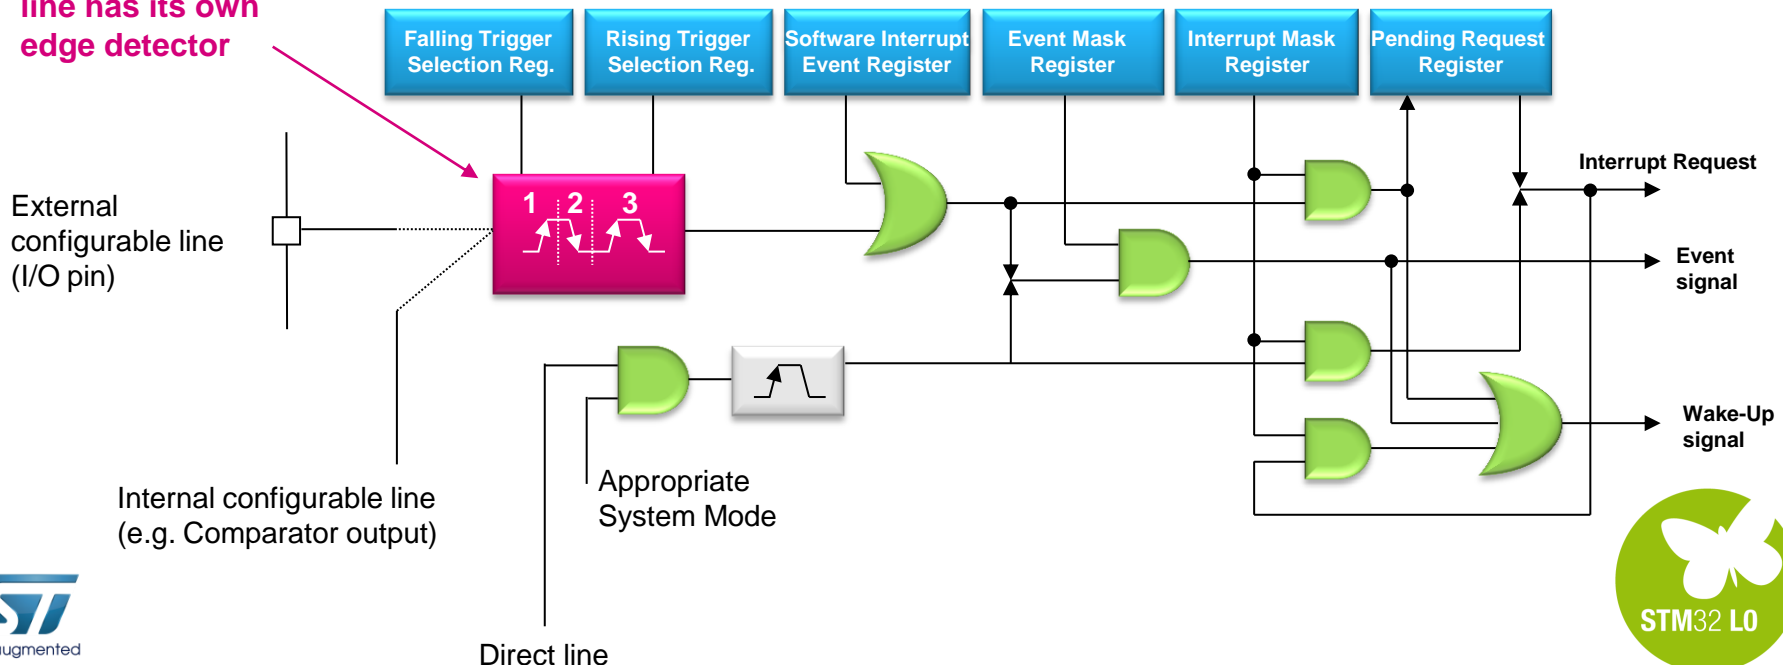 line has its own
edge detector
Falling Trigger
Selection Reg.
Rising Trigger
Selection Reg.
Software Interrupt
Event Register
Event Mask
Register
Interrupt Mask
Register
Pending Request
Register
1 2 3
External
configurable line
(I/O pin)
Interrupt Request
Event
signal
Wake-Up
signal
Appropriate
System Mode
Internal configurable line
(e.g. Comparator output)
Direct line
ST
augmented
STM32 L0